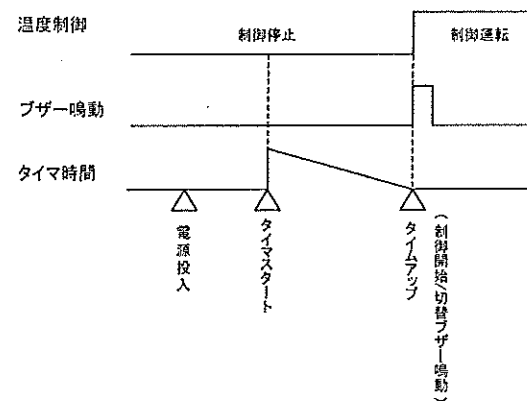 温度制御
制御停止
制御運転
ブザー鳴動
タイマ時間
電源投入
タイマスタート
タイムアップ
(制御開始/切替ブザー鳴動)